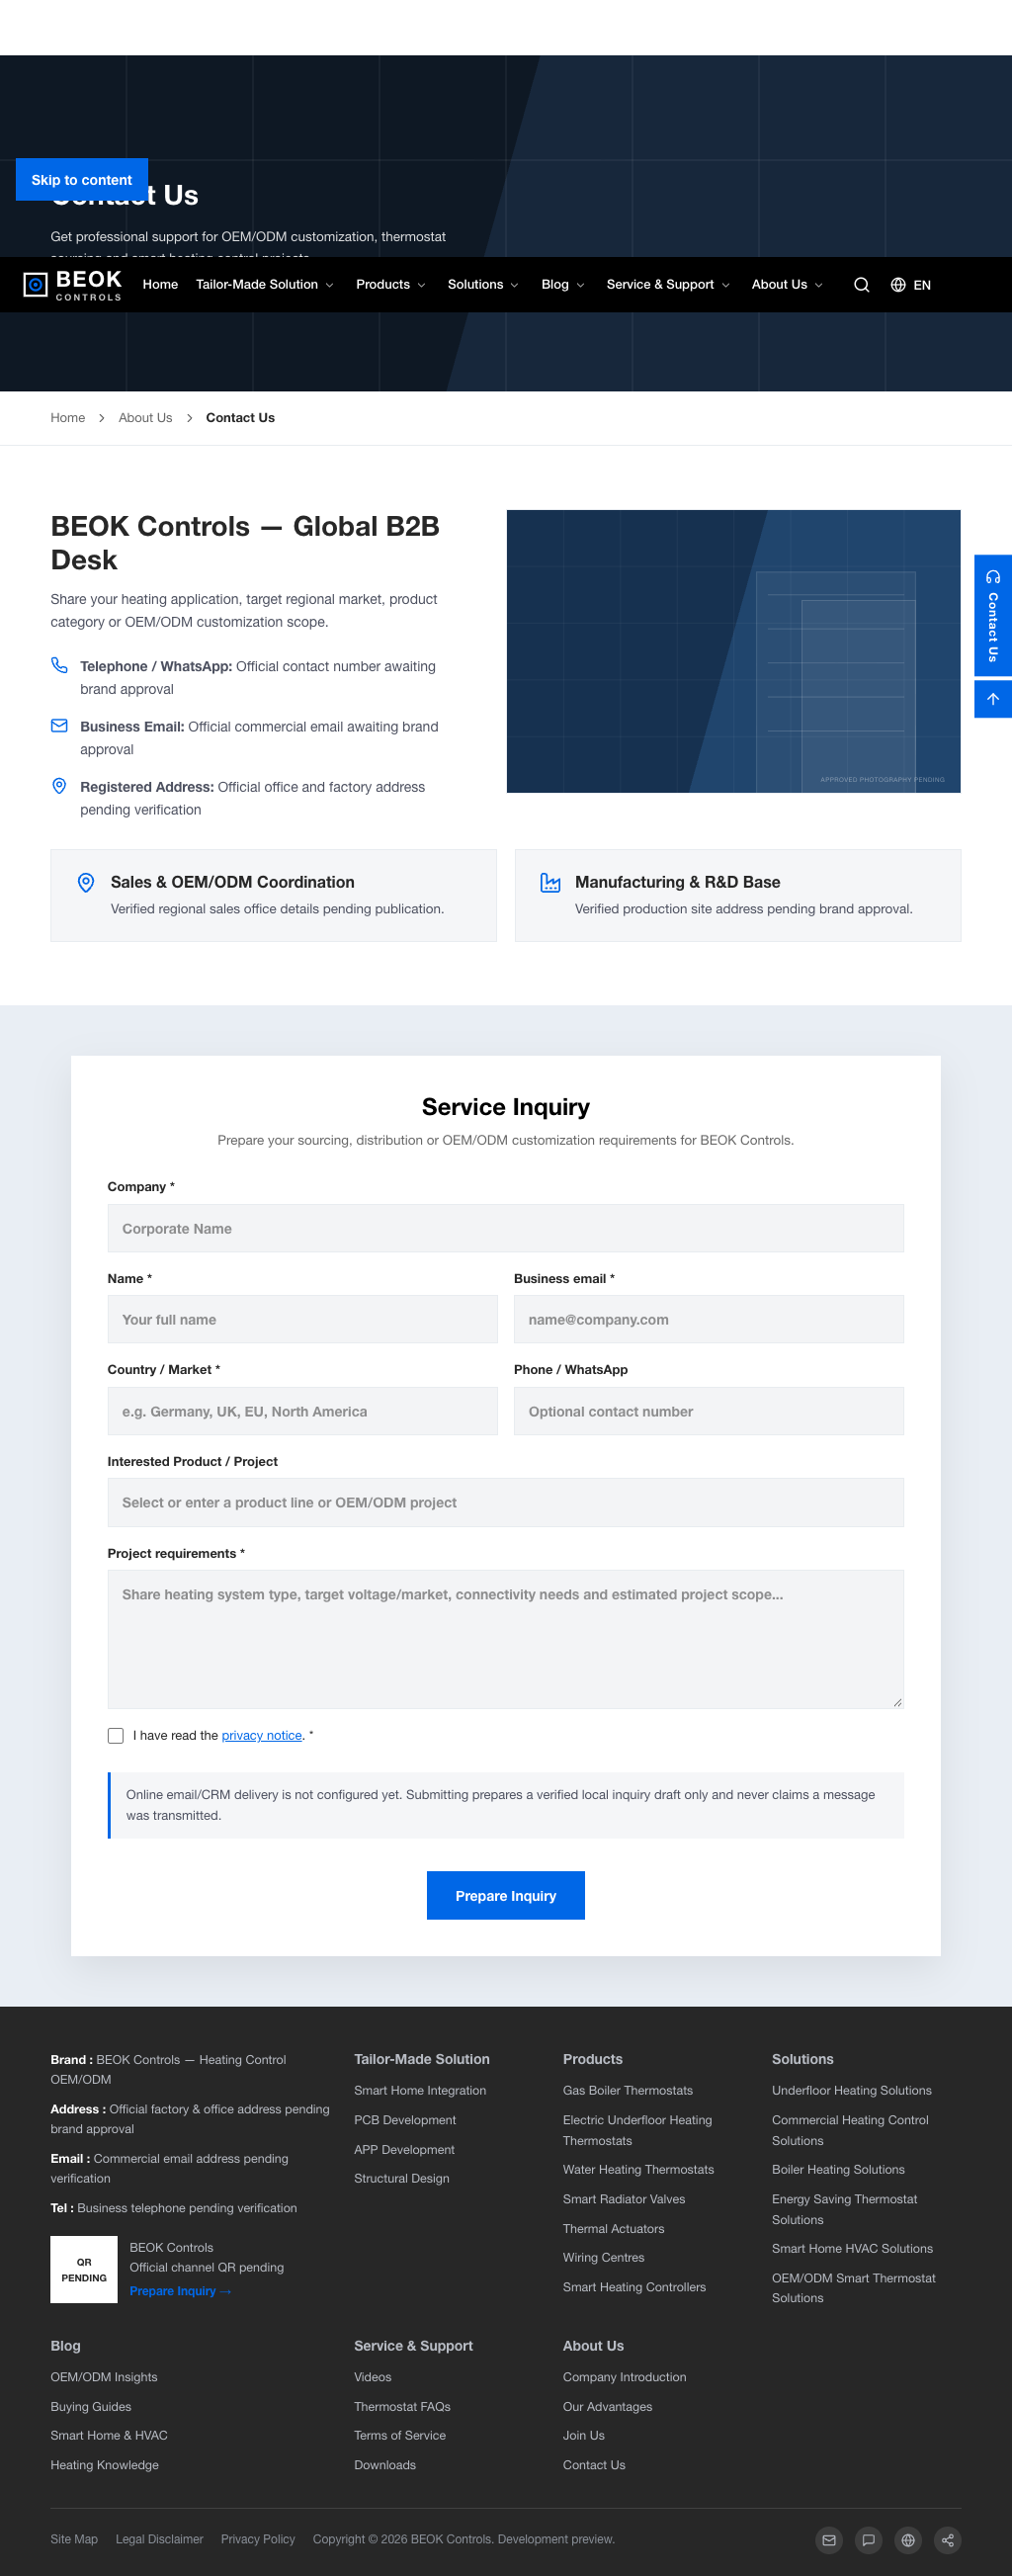 Skip to content
Contact Us
Get professional support for OEM/ODM customization, thermostat
sourcing and smart heating control projects.
BEOK
CONTROLS
Home
Tailor-Made Solution
Products
Solutions
Blog
Service & Support
About Us
EN
Home
About Us
Contact Us
BEOK Controls — Global B2B
Desk
Share your heating application, target regional market, product
category or OEM/ODM customization scope.
Telephone / WhatsApp: Official contact number awaiting
brand approval
Business Email: Official commercial email awaiting brand
approval
Registered Address: Official office and factory address
pending verification
APPROVED PHOTOGRAPHY PENDING
Contact Us
Sales & OEM/ODM Coordination
Verified regional sales office details pending publication.
Manufacturing & R&D Base
Verified production site address pending brand approval.
Service Inquiry
Prepare your sourcing, distribution or OEM/ODM customization requirements for BEOK Controls.
Company *
Corporate Name
Name *
Business email *
Your full name
name@company.com
Country / Market *
Phone / WhatsApp
e.g. Germany, UK, EU, North America
Optional contact number
Interested Product / Project
Select or enter a product line or OEM/ODM project
Project requirements *
Share heating system type, target voltage/market, connectivity needs and estimated project scope...
I have read the privacy notice. *
Online email/CRM delivery is not configured yet. Submitting prepares a verified local inquiry draft only and never claims a message
was transmitted.
Prepare Inquiry
Brand : BEOK Controls — Heating Control
OEM/ODM
Address : Official factory & office address pending
brand approval
Email : Commercial email address pending
verification
Tel : Business telephone pending verification
QR
PENDING
BEOK Controls
Official channel QR pending
Prepare Inquiry →
Tailor-Made Solution
Smart Home Integration
PCB Development
APP Development
Structural Design
Products
Gas Boiler Thermostats
Electric Underfloor Heating
Thermostats
Water Heating Thermostats
Smart Radiator Valves
Thermal Actuators
Wiring Centres
Smart Heating Controllers
Solutions
Underfloor Heating Solutions
Commercial Heating Control
Solutions
Boiler Heating Solutions
Energy Saving Thermostat
Solutions
Smart Home HVAC Solutions
OEM/ODM Smart Thermostat
Solutions
Blog
OEM/ODM Insights
Buying Guides
Smart Home & HVAC
Heating Knowledge
Service & Support
Videos
Thermostat FAQs
Terms of Service
Downloads
About Us
Company Introduction
Our Advantages
Join Us
Contact Us
Site Map
Legal Disclaimer
Privacy Policy
Copyright © 2026 BEOK Controls. Development preview.